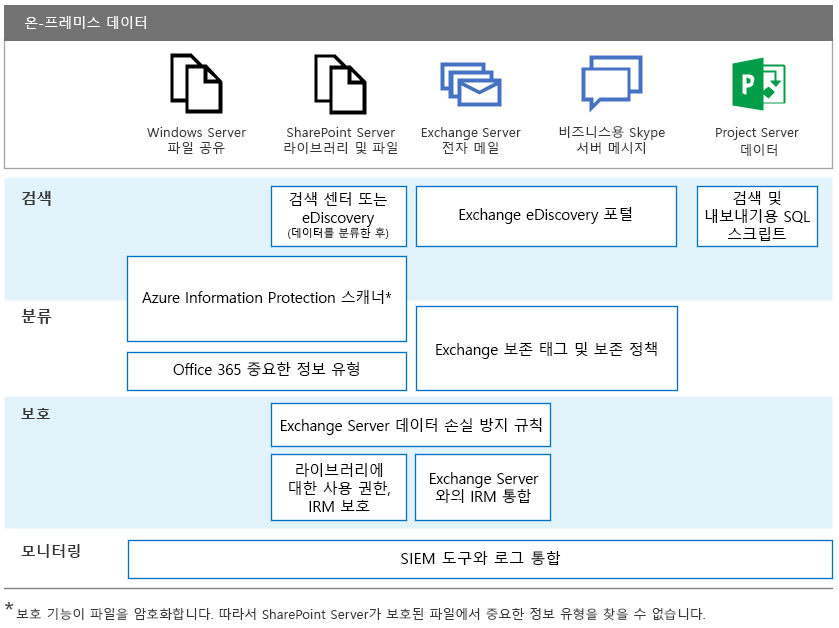 온-프레미스 데이터
Windows Server
파일 공유
SharePoint Server
라이브러리 및 파일
Exchange Server
전자 메일
비즈니스용 Skype
서버 메시지
P
Project Server
데이터
검색
검색 센터 또는
eDiscovery
(데이터를 분류한 후)
Exchange eDiscovery 포털
검색 및
내보내기용 SQL
스크립트
Azure Information Protection 스캐너*
분류
Exchange 보존 태그 및 보존 정책
Office 365 중요한 정보 유형
보호
Exchange Server 데이터 손실 방지 규칙
라이브러리에
대한 사용 권한,
IRM 보호
Exchange Server
와의 IRM 통합
모니터링
SIEM 도구와 로그 통합
* 보호 기능이 파일을 암호화합니다. 따라서 SharePoint Server가 보호된 파일에서 중요한 정보 유형을 찾을 수 없습니다.